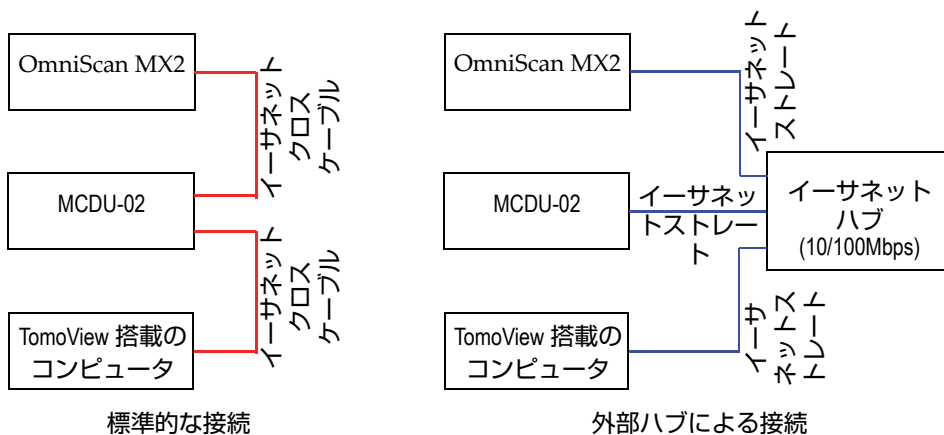 OmniScan MX2
イーサネット
クロス
ケーブル
MCDU-02
イーサネット
クロス
ケーブル
TomoView 搭載の
コンピュータ
標準的な接続
OmniScan MX2
イーサネット
ストレート
MCDU-02
イーサネッ
トストレー
ト
イーサネット
ハブ
(10/100Mbps)
TomoView 搭載の
コンピュータ
イーサ
ネットス
トレート
外部ハブによる接続